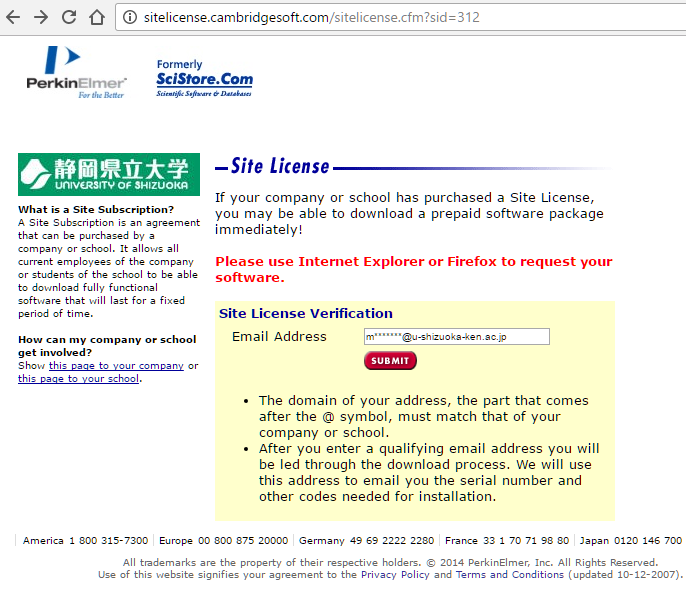 sitelicense.cambridgesoft.com/sitelicense.cfm?sid=312
PerkinElmer
For the Better
Formerly
SciStore.Com
Scientific Software & Databases
静岡県立大学
UNIVERSITY OF SHIZUOKA
What is a Site Subscription?
A Site Subscription is an agreement
that can be purchased by a
company or school. It allows all
current employees of the company
or students of the school to be able
to download fully functional
software that will last for a fixed
period of time.
How can my company or school
get involved?
Show this page to your company or
this page to your school.
Site License
If your company or school has purchased a Site License,
you may be able to download a prepaid software package
immediately!
Please use Internet Explorer or Firefox to request your
software.
Site License Verification
Email Address
m*******@u-shizuoka-ken.ac.jp
SUBMIT
• The domain of your address, the part that comes
after the @ symbol, must match that of your
company or school.
• After you enter a qualifying email address you will
be led through the download process. We will use
this address to email you the serial number and
other codes needed for installation.
America 1 800 315-7300 Europe 00 800 875 20000 Germany 49 69 2222 2280 France 33 1 70 71 98 80 Japan 0120 146 700
All trademarks are the property of their respective holders. © 2014 PerkinElmer, Inc. All Rights Reserved.
Use of this website signifies your agreement to the Privacy Policy and Terms and Conditions (updated 10-12-2007).